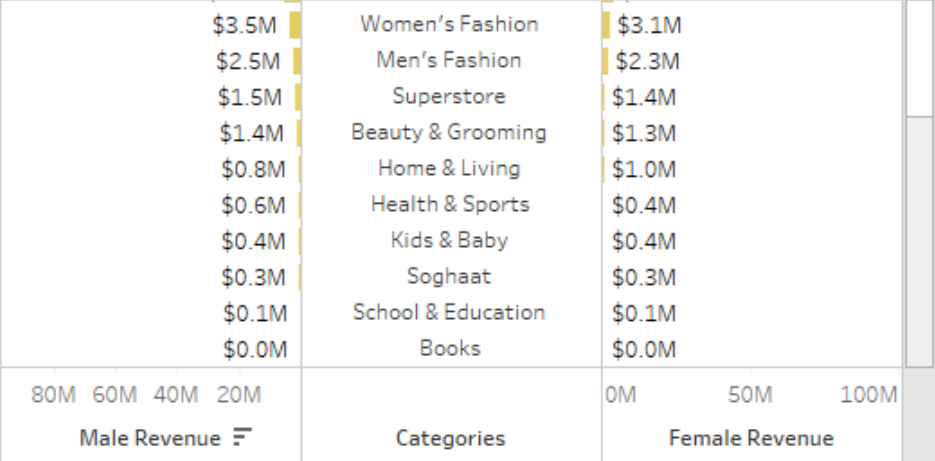 $3.5M Women's Fashion $3.1M
$2.5M Men's Fashion $2.3M
$1.5M Superstore $1.4M
$1.4M Beauty & Grooming $1.3M
$0.8M Home & Living $1.0M
$0.6M Health & Sports $0.4M
$0.4M Kids & Baby $0.4M
$0.3M Soghaat $0.3M
$0.1M School & Education $0.1M
$0.0M Books $0.0M
80M 60M 40M 20M 0M 50M 100M
Male Revenue Categories Female Revenue